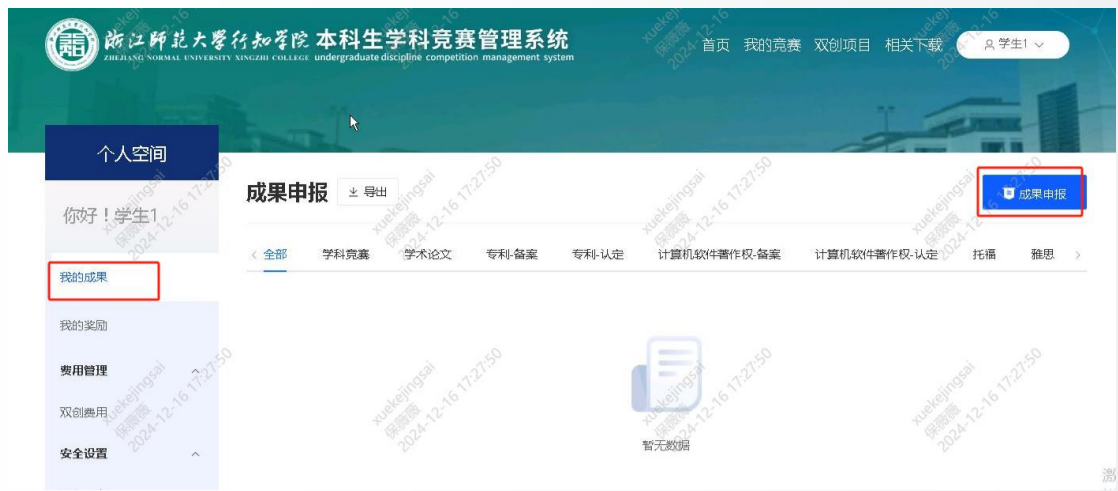 浙江师范大学行知学院 本科生学科竞赛管理系统
ZHEJIANG NORMAL UNIVERSITY XINGZHI COLLEGE undergraduate discipline competition management system
首页 我的竞赛 双创项目 相关下载 学生1
个人空间
你好！学生1
成果申报 导出 成果申报
全部 学科竞赛 学术论文 专利-备案 专利-认定 计算机软件著作权-备案 计算机软件著作权-认定 托福 雅思
我的成果
我的奖励
费用管理
双创费用
安全设置
暂无数据
xuekejingsai
2024-12-16 17:27:50